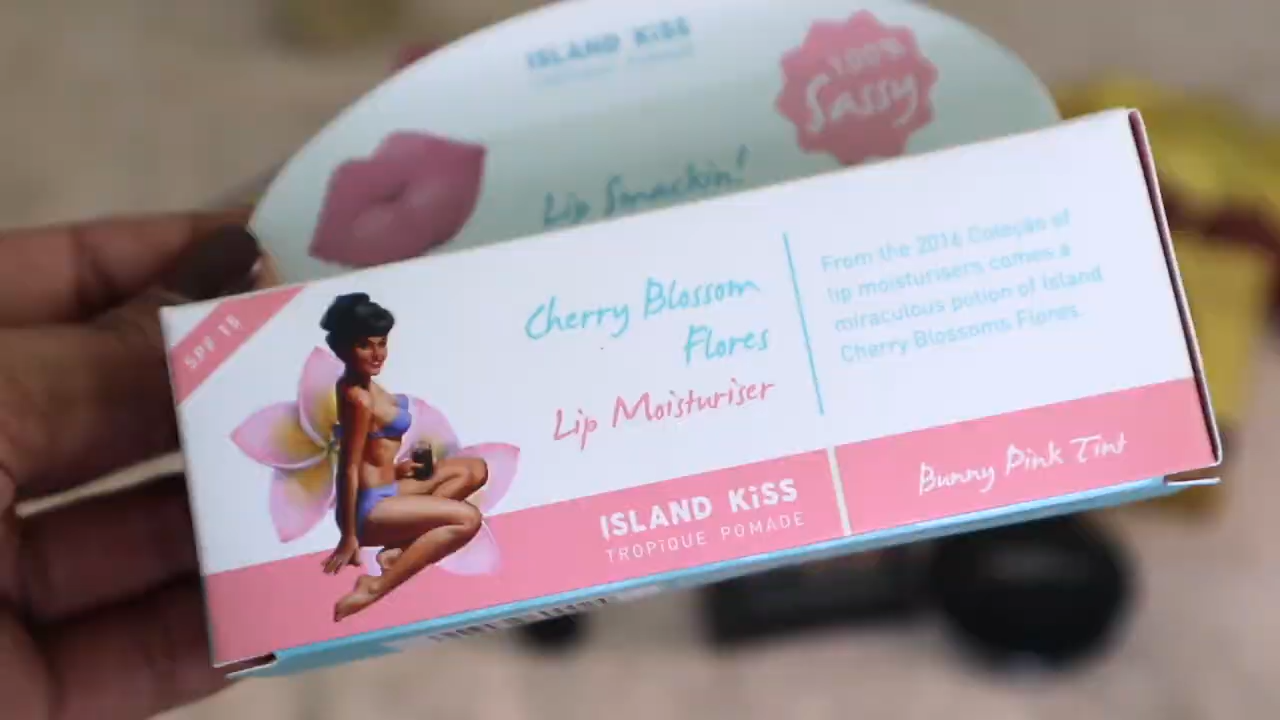 ISLAND KiSS
100%
Sassy
Lip Smackin!
SPF 15
Cherry Blossom
Flores
Lip Moisturiser
From the 2016 Coleção of
lip moisturisers comes a
miraculous potion of Island
Cherry Blossoms Flores.
ISLAND KiSS
TROPiQUE POMADE
Bunny Pink Tint